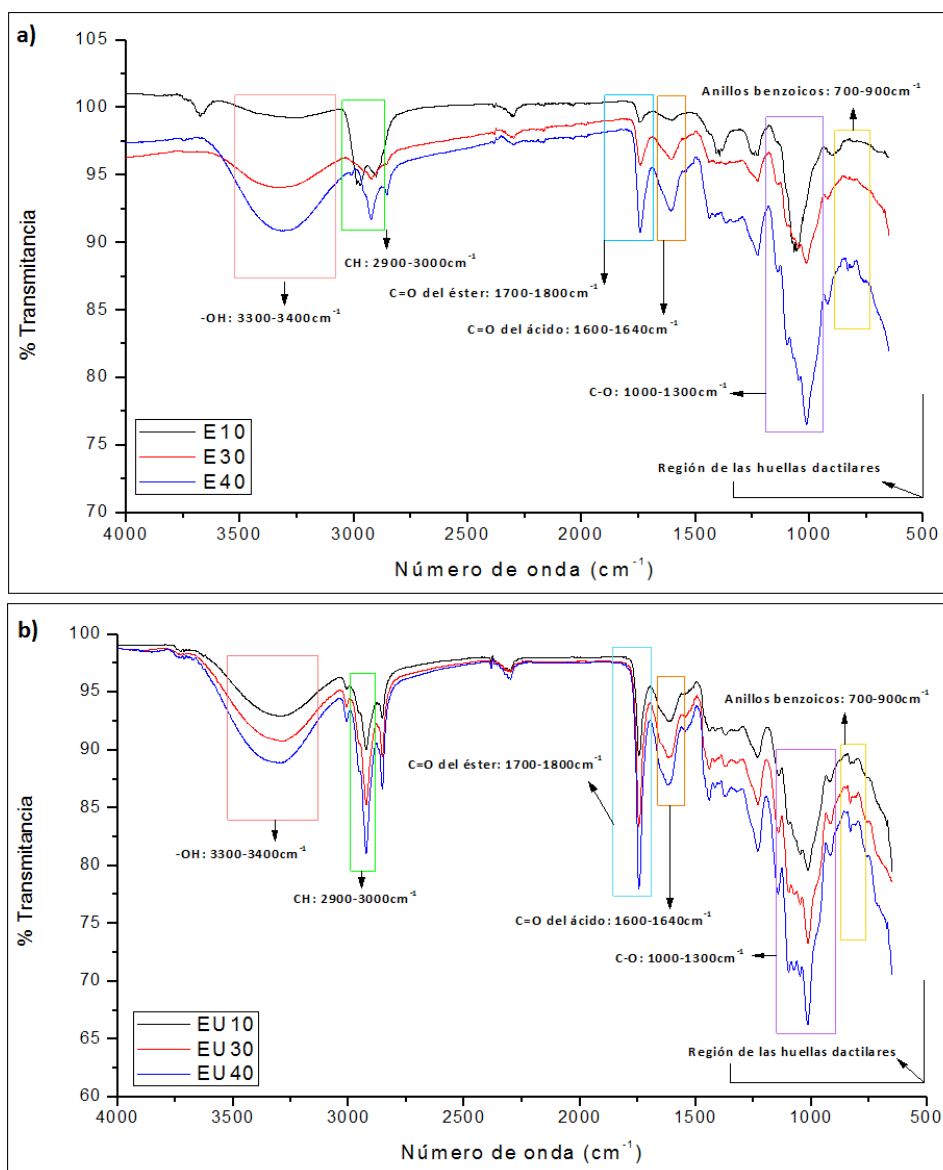 a)
105
100
95
90
85
80
75
70
% Transmitancia
Anillos benzoicos: 700-900cm⁻¹
CH: 2900-3000cm⁻¹
C=O del éster: 1700-1800cm⁻¹
-OH: 3300-3400cm⁻¹
C=O del ácido: 1600-1640cm⁻¹
C-O: 1000-1300cm⁻¹
E10
E30
E40
Región de las huellas dactilares
4000 3500 3000 2500 2000 1500 1000 500
Número de onda (cm⁻¹)
b)
100
95
90
85
80
75
70
65
60
% Transmitancia
Anillos benzoicos: 700-900cm⁻¹
C=O del éster: 1700-1800cm⁻¹
-OH: 3300-3400cm⁻¹
CH: 2900-3000cm⁻¹
C=O del ácido: 1600-1640cm⁻¹
C-O: 1000-1300cm⁻¹
EU10
EU30
EU40
Región de las huellas dactilares
4000 3500 3000 2500 2000 1500 1000 500
Número de onda (cm⁻¹)